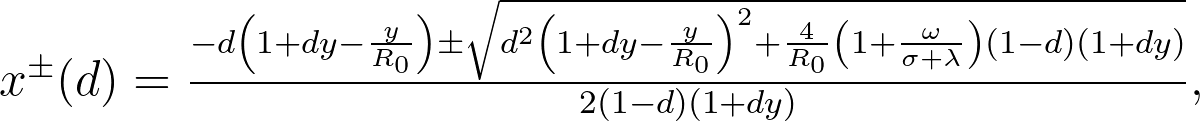 $x^{\pm}(d) = \frac{-d\left(1+dy-\frac{y}{R_0}\right)\pm\sqrt{d^2\left(1+dy-\frac{y}{R_0}\right)^2+\frac{4}{R_0}\left(1+\frac{\omega}{\sigma+\lambda}\right)(1-d)(1+dy)}}{2(1-d)(1+dy)},$